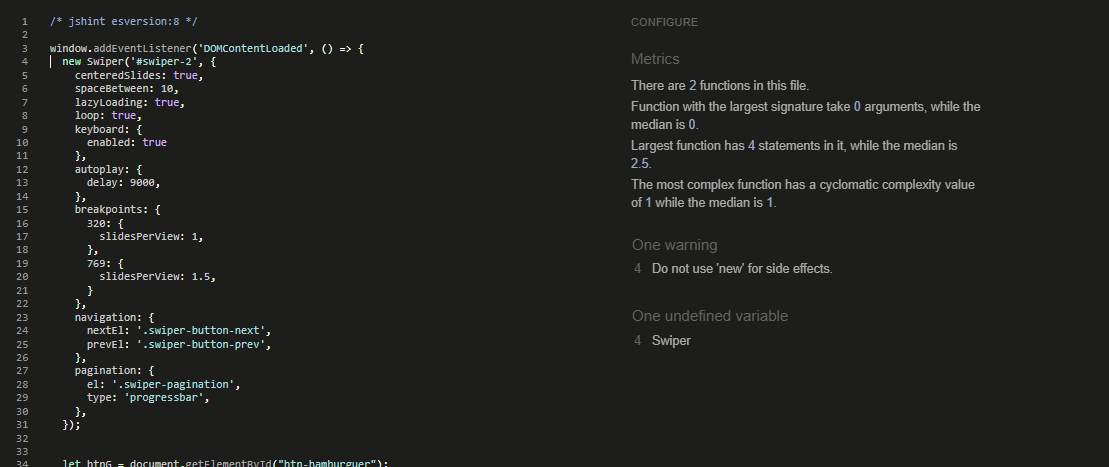 1 /* jshint esversion:8 */
2
3 window.addEventListener('DOMContentLoaded', () => {
4 new Swiper('#swiper-2', {
5 centeredSlides: true,
6 spaceBetween: 10,
7 lazyLoading: true,
8 loop: true,
9 keyboard: {
10 enabled: true
11 },
12 autoplay: {
13 delay: 9000,
14 },
15 breakpoints: {
16 320: {
17 slidesPerView: 1,
18 },
19 769: {
20 slidesPerView: 1.5,
21 }
22 },
23 navigation: {
24 nextEl: '.swiper-button-next',
25 prevEl: '.swiper-button-prev',
26 },
27 pagination: {
28 el: '.swiper-pagination',
29 type: 'progressbar',
30 },
31 });
32
33
34 let btnG = document.getElementById("btn-hamburguer");
CONFIGURE
Metrics
There are 2 functions in this file.
Function with the largest signature take 0 arguments, while the
median is 0.
Largest function has 4 statements in it, while the median is
2.5.
The most complex function has a cyclomatic complexity value
of 1 while the median is 1.
One warning
4 Do not use 'new' for side effects.
One undefined variable
4 Swiper